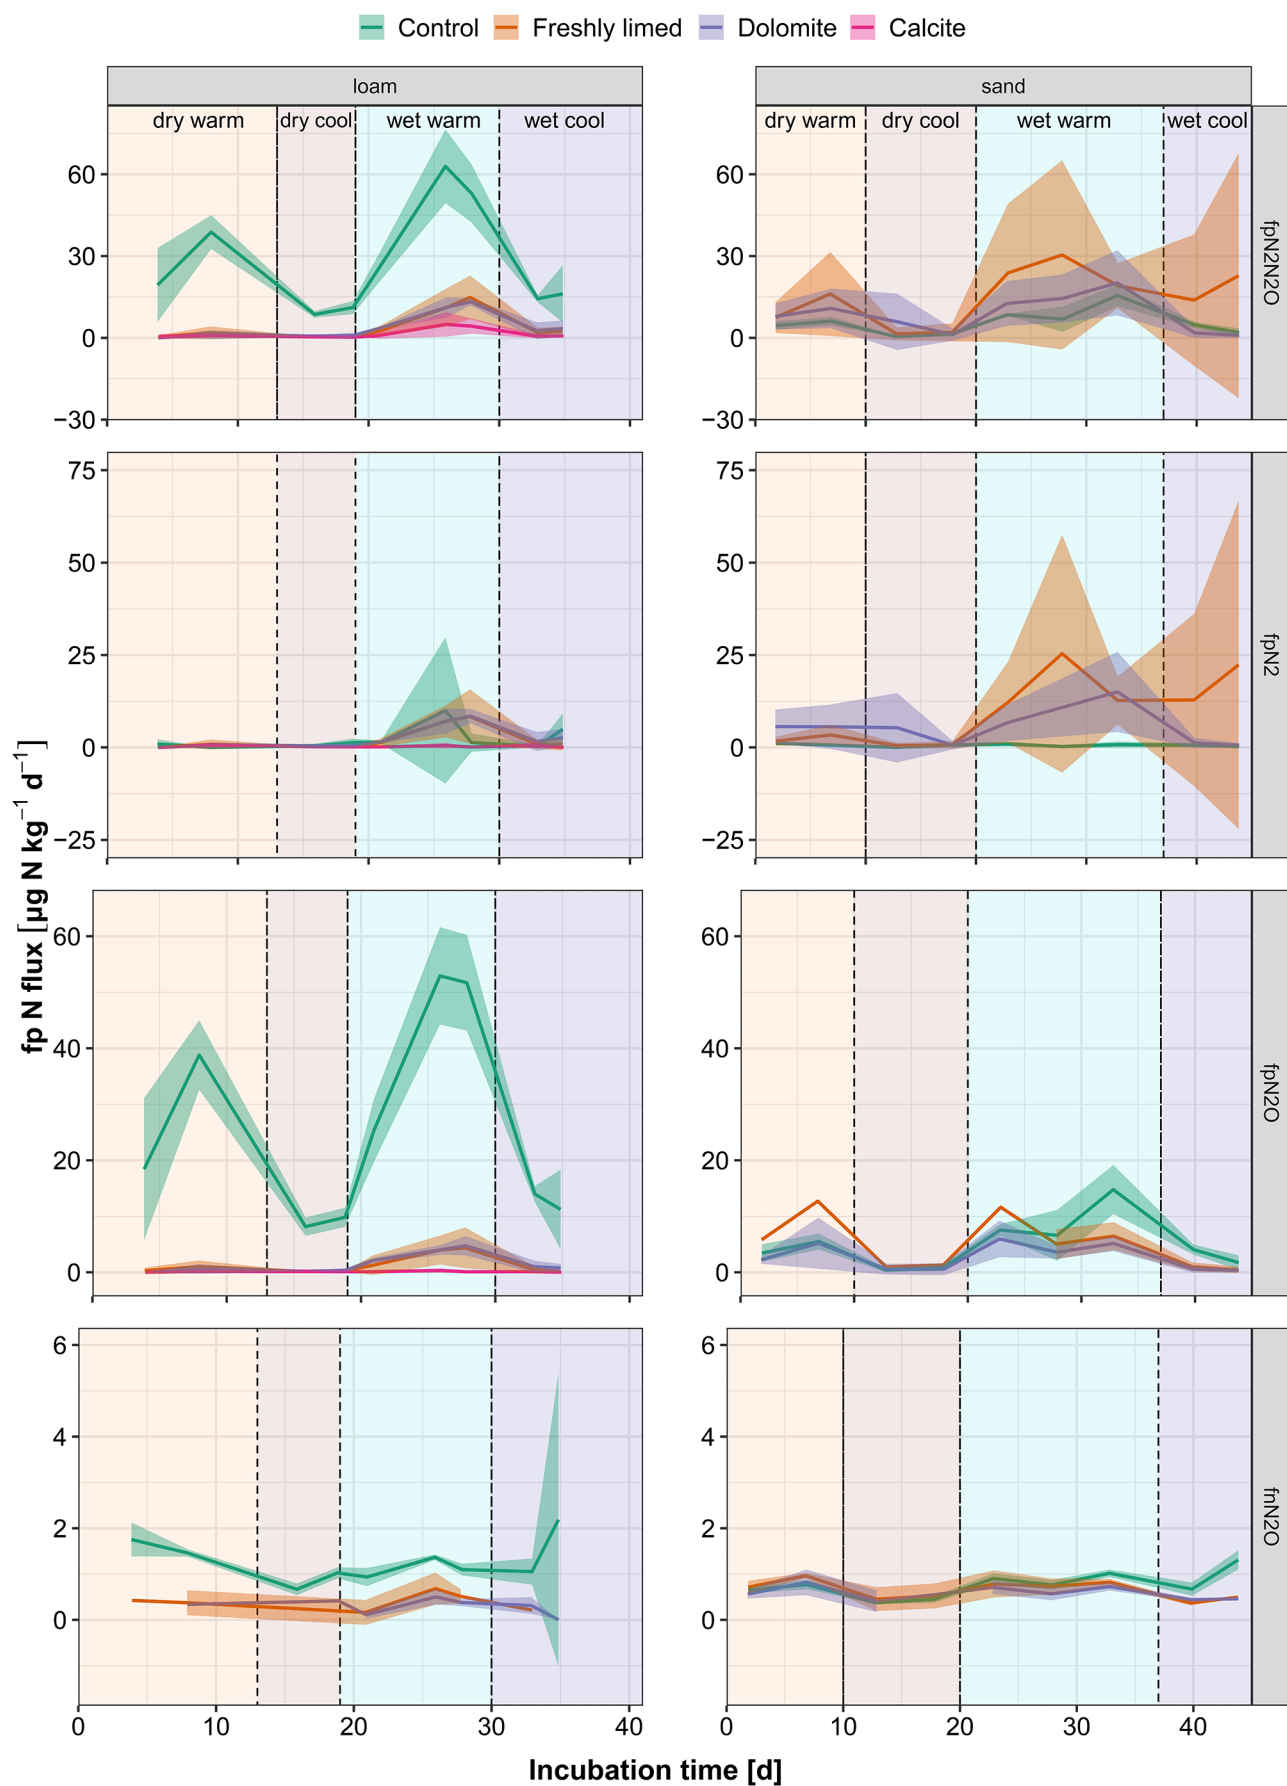 Control Freshly limed Dolomite Calcite
loam sand
dry warm dry cool wet warm wet cool dry warm dry cool wet warm wet cool
60 60
30 30
0 0
−30 −30
fpN2N2O
75 75
50 50
25 25
0 0
−25 −25
fpN2
fp N flux [µg N kg⁻¹ d⁻¹]
60 60
40 40
20 20
0 0
fpN2O
6 6
4 4
2 2
0 0
fnN2O
0 10 20 30 40 0 10 20 30 40
Incubation time [d]